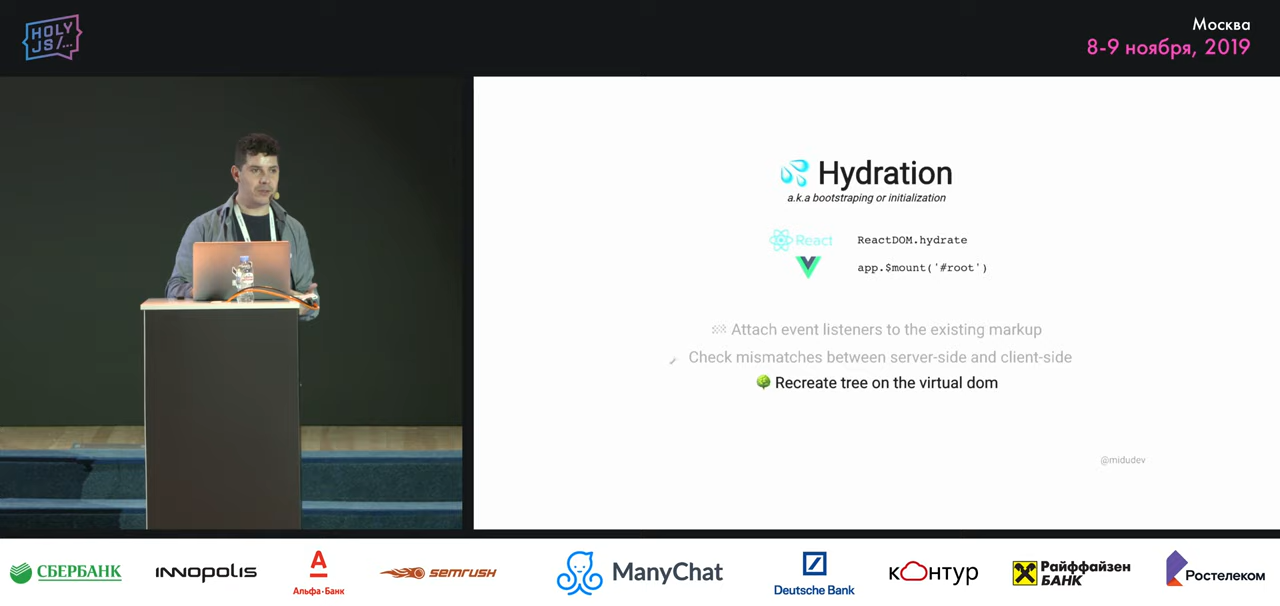 HOLY
JS/...
Москва
8-9 ноября, 2019
Hydration
a.k.a bootstraping or initialization
React
ReactDOM.hydrate
app.$mount('#root')
Attach event listeners to the existing markup
Check mismatches between server-side and client-side
Recreate tree on the virtual dom
@midudev
СБЕРБАНК
INNOPOLIS
А
Альфа·Банк
semrush
ManyChat
Deutsche Bank
контур
Райффайзен
БАНК
Ростелеком